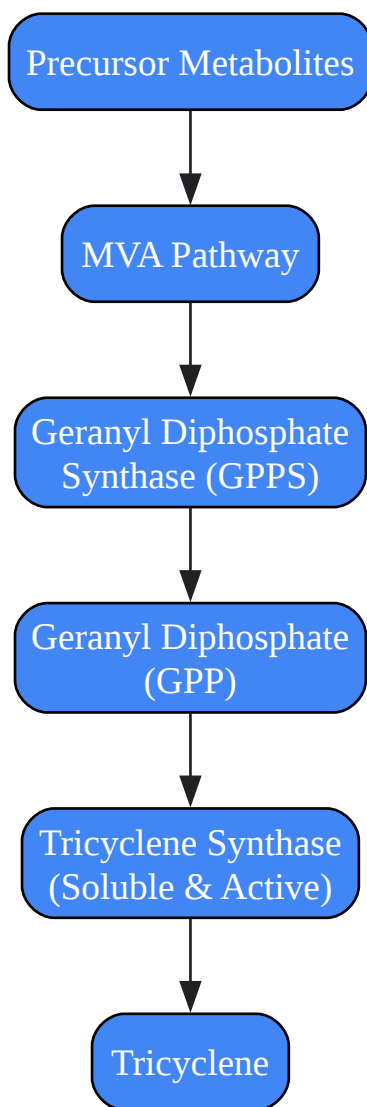 Precursor Metabolites
MVA Pathway
Geranyl Diphosphate
Synthase (GPPS)
Geranyl Diphosphate
(GPP)
Tricyclene Synthase
(Soluble & Active)
Tricyclene